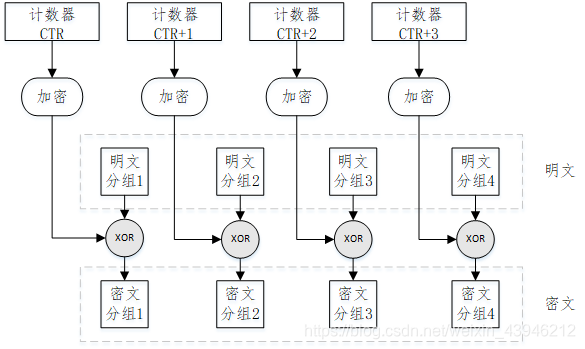 计数器
CTR
计数器
CTR+1
计数器
CTR+2
计数器
CTR+3
加密
加密
加密
加密
明文
分组1
明文
分组2
明文
分组3
明文
分组4
明文
XOR
XOR
XOR
XOR
密文
分组1
密文
分组2
密文
分组3
密文
分组4
密文
https://blog.csdn.net/weixin_43946212